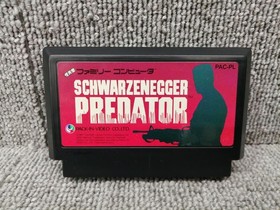 ファミリー コンピュータ
PAC-PL
SCHWARZENEGGER
PREDATOR
PACK-IN-VIDEO CO.,LTD.